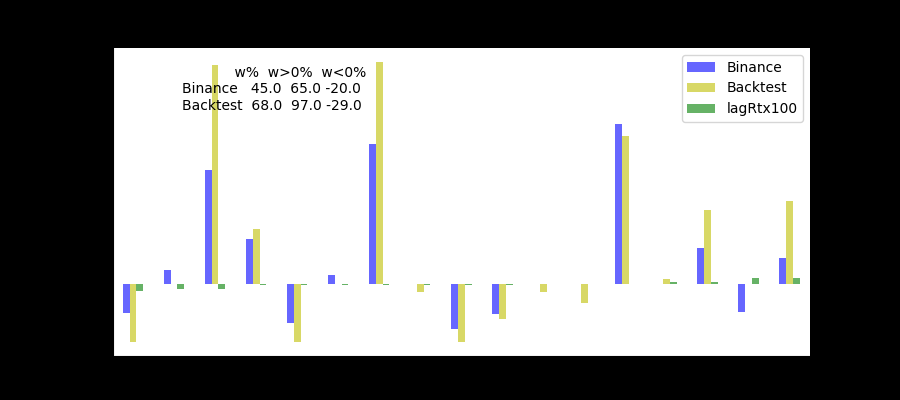 w% w>0% w<0%
Binance 45.0 65.0 -20.0
Backtest 68.0 97.0 -29.0
Binance
Backtest
lagRtx100